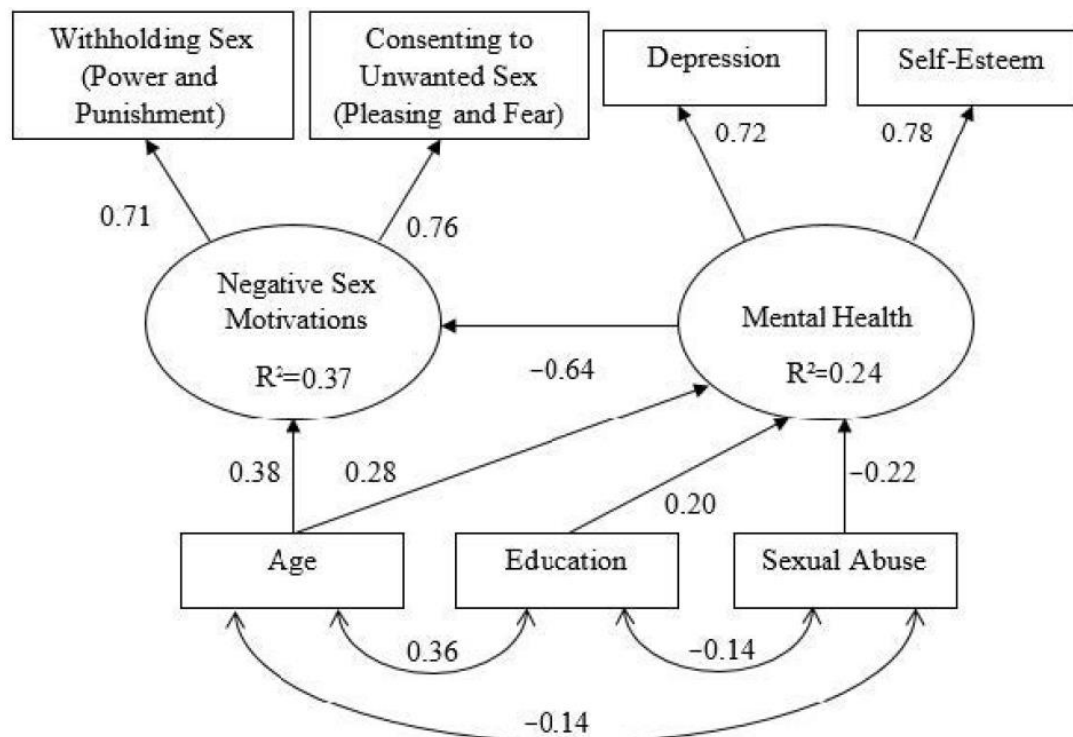 Withholding Sex
(Power and
Punishment)
Consenting to
Unwanted Sex
(Pleasing and Fear)
Depression
Self-Esteem
0.71
0.76
0.72
0.78
Negative Sex
Motivations
R²=0.37
Mental Health
R²=0.24
−0.64
0.38
0.28
0.20
−0.22
Age
Education
Sexual Abuse
0.36
−0.14
−0.14